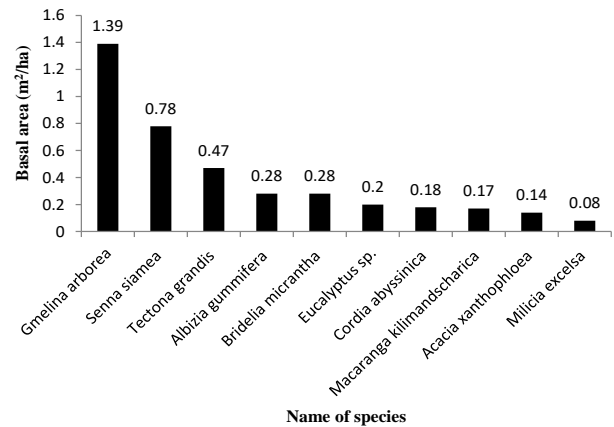 Basal area (m²/ha)
1.6
1.4
1.2
1
0.8
0.6
0.4
0.2
0
1.39
0.78
0.47
0.28
0.28
0.2
0.18
0.17
0.14
0.08
Gmelina arborea
Senna siamea
Tectona grandis
Albizia gummifera
Bridelia micrantha
Eucalyptus sp.
Cordia abyssinica
Macaranga kilimandscharica
Acacia xanthophloea
Milicia excelsa
Name of species